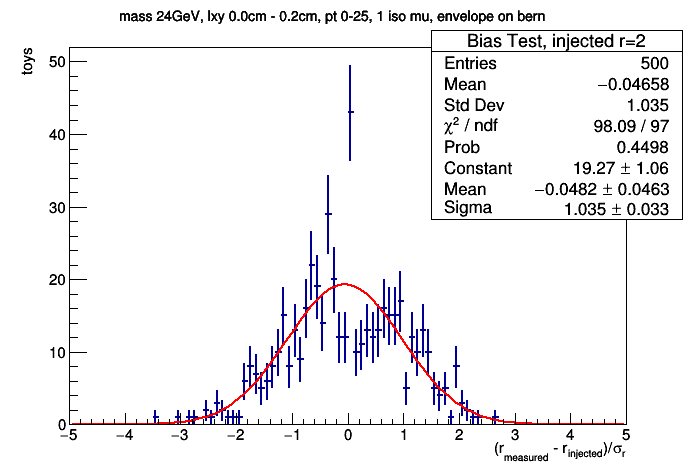 mass 24GeV, lxy 0.0cm - 0.2cm, pt 0-25, 1 iso mu, envelope on bern
Bias Test, injected r=2
Entries 500
Mean −0.04658
Std Dev 1.035
χ² / ndf 98.09 / 97
Prob 0.4498
Constant 19.27 ± 1.06
Mean −0.0482 ± 0.0463
Sigma 1.035 ± 0.033
toys
50
40
30
20
10
0
−5 −4 −3 −2 −1 0 1 2 3 4 5
(r_measured - r_injected)/σ_r